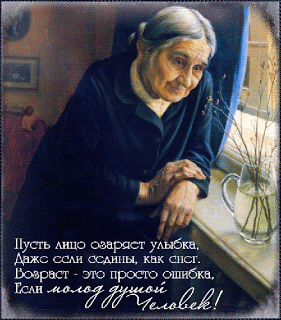 Пусть лицо озаряет улыбка,
Даже если седины, как снег.
Возраст - это просто ошибка,
Если молод душой
Человек!